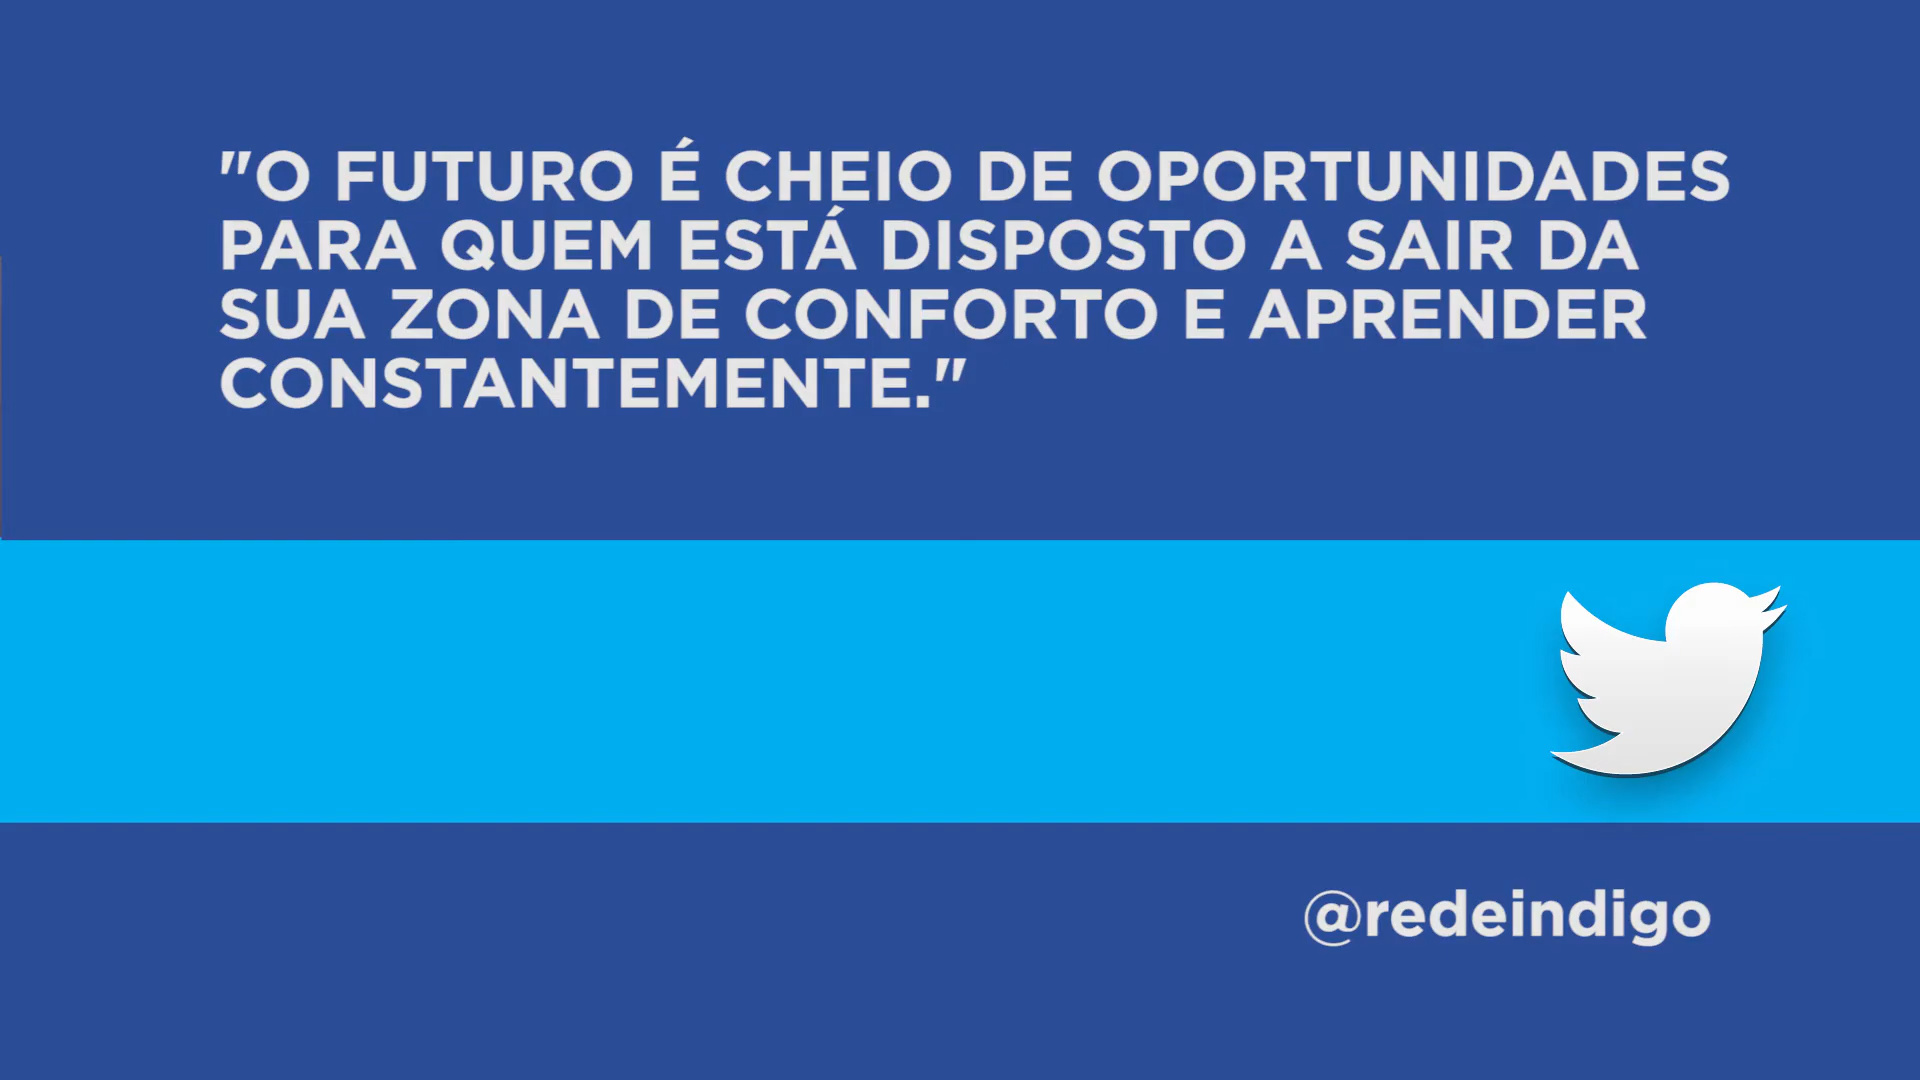 "O FUTURO É CHEIO DE OPORTUNIDADES
PARA QUEM ESTÁ DISPOSTO A SAIR DA
SUA ZONA DE CONFORTO E APRENDER
CONSTANTEMENTE."
@redeindigo